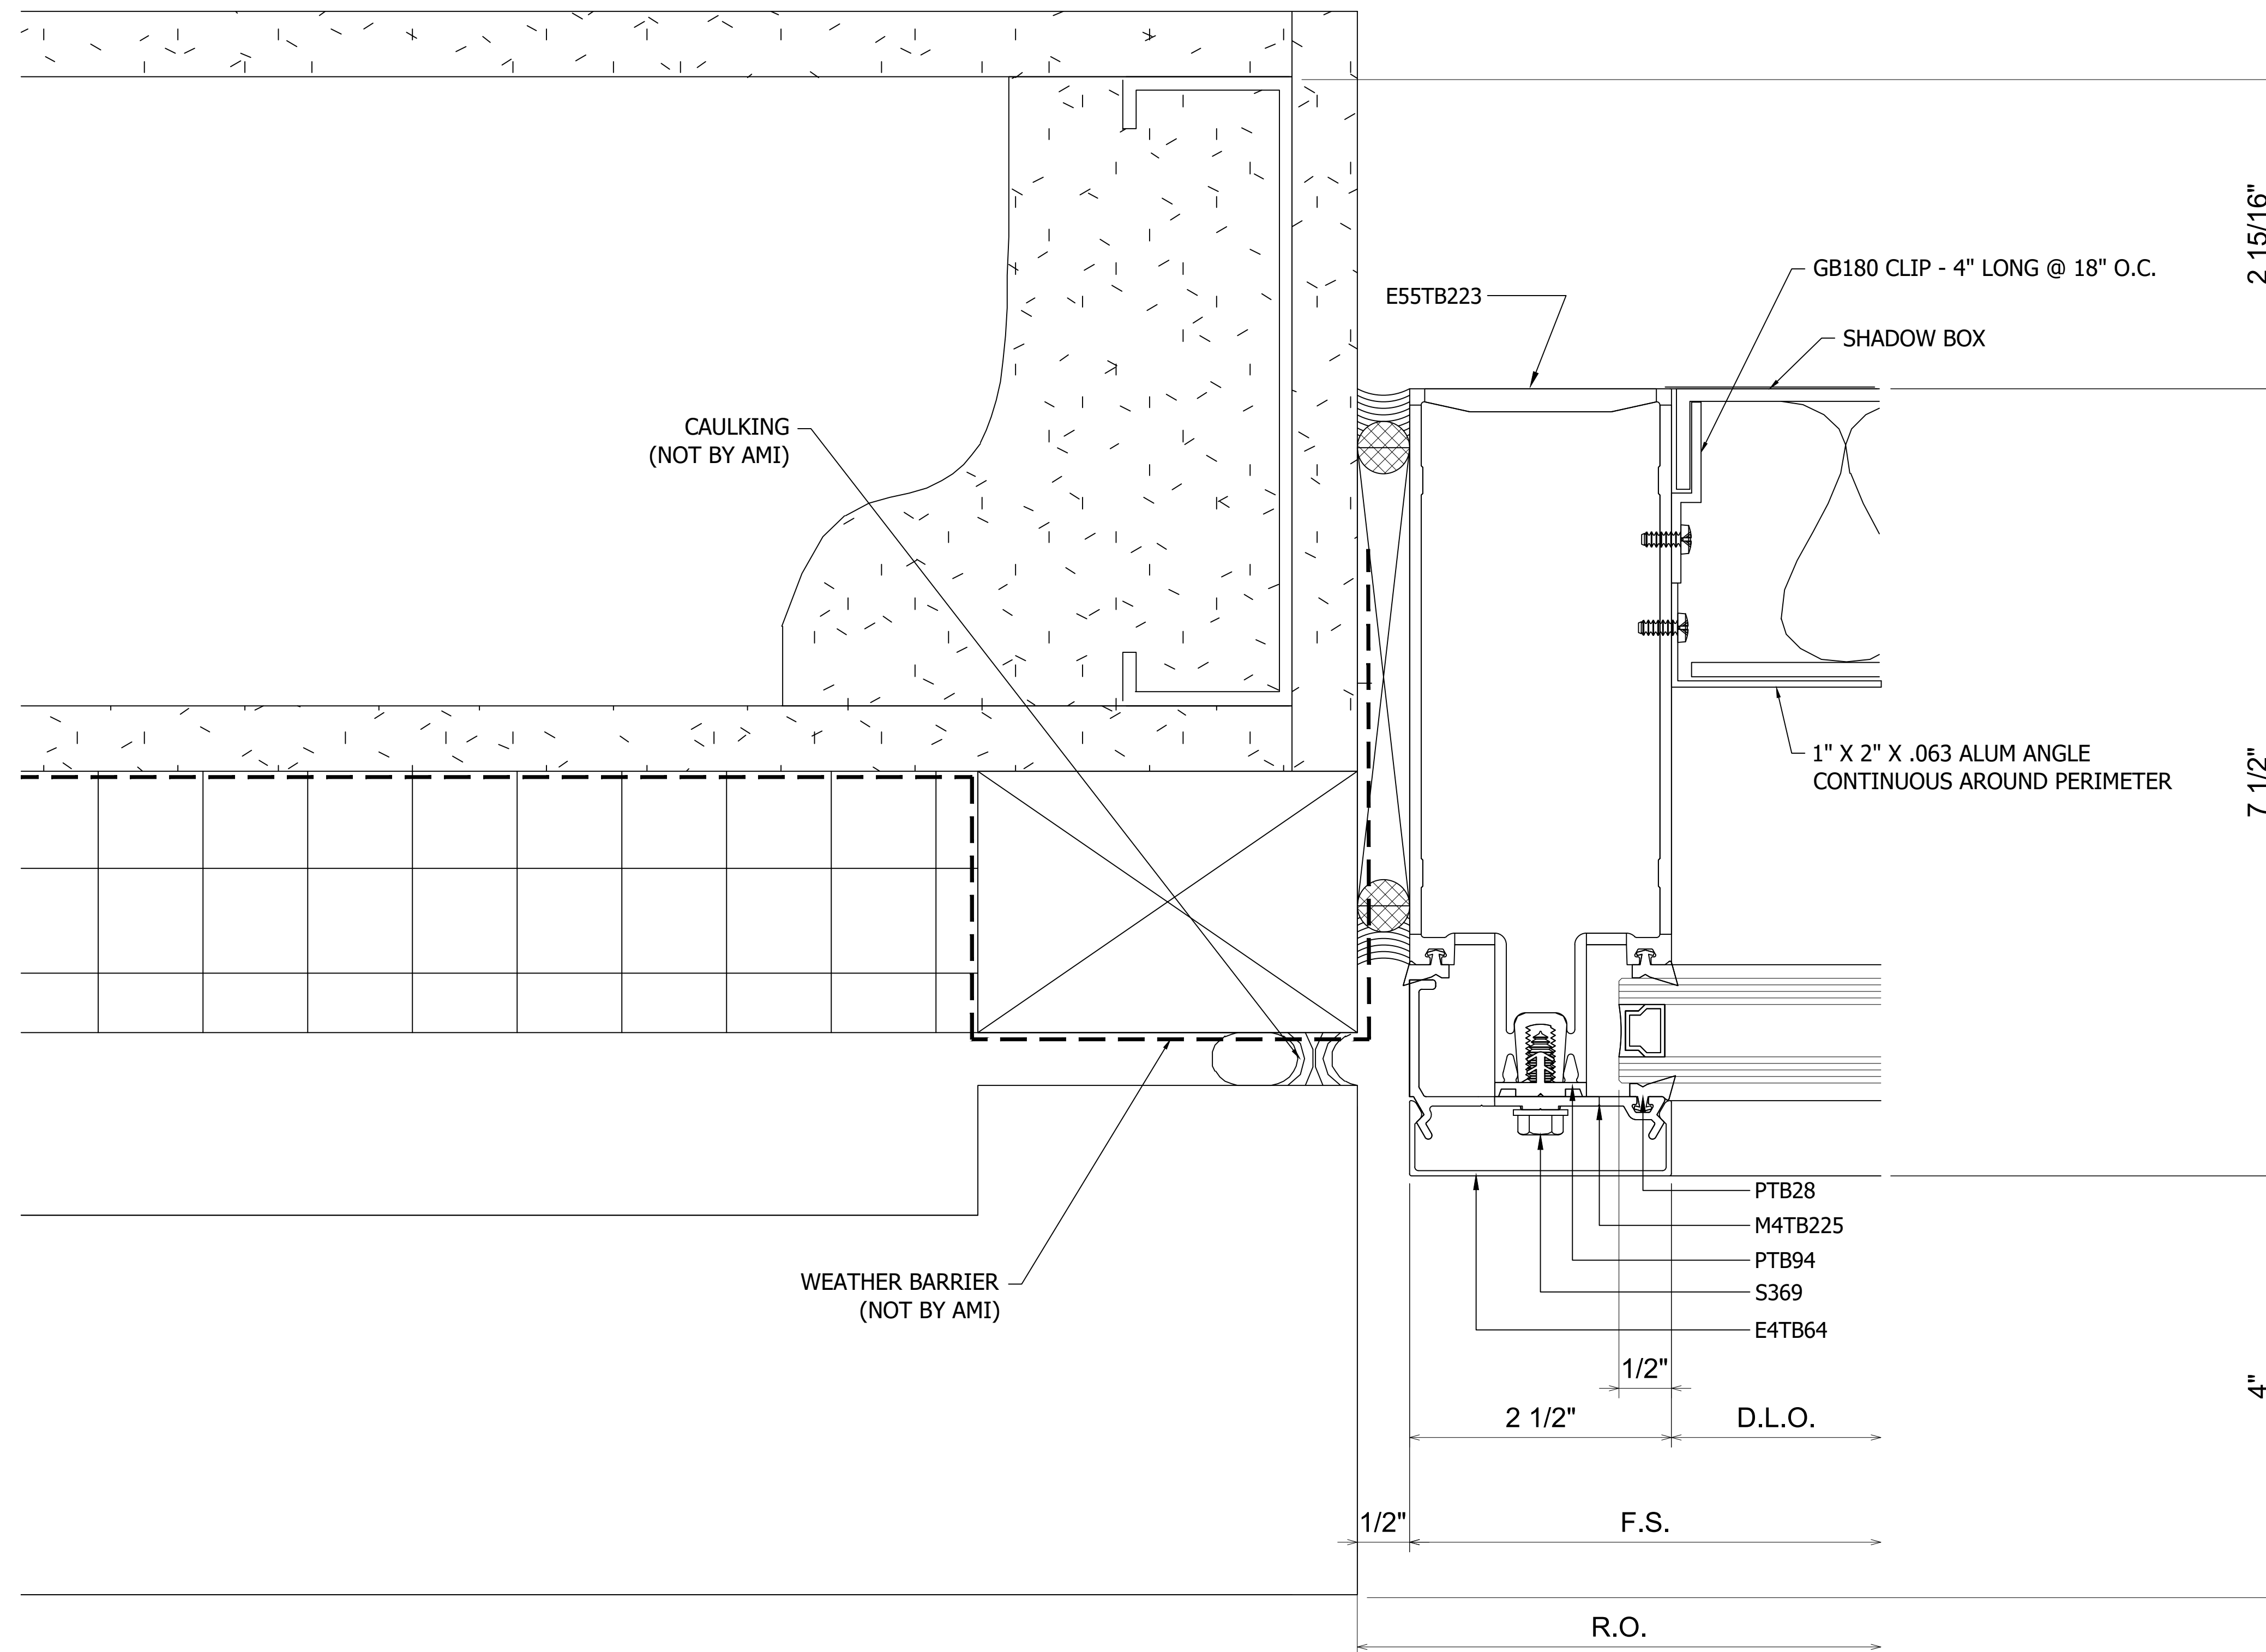 2 15/16"
GB180 CLIP - 4" LONG @ 18" O.C.
E55TB223
SHADOW BOX
CAULKING
(NOT BY AMI)
1" X 2" X .063 ALUM ANGLE
CONTINUOUS AROUND PERIMETER
7 1/2"
PTB28
M4TB225
PTB94
S369
E4TB64
WEATHER BARRIER
(NOT BY AMI)
1/2"
4"
2 1/2"
D.L.O.
1/2"
F.S.
R.O.